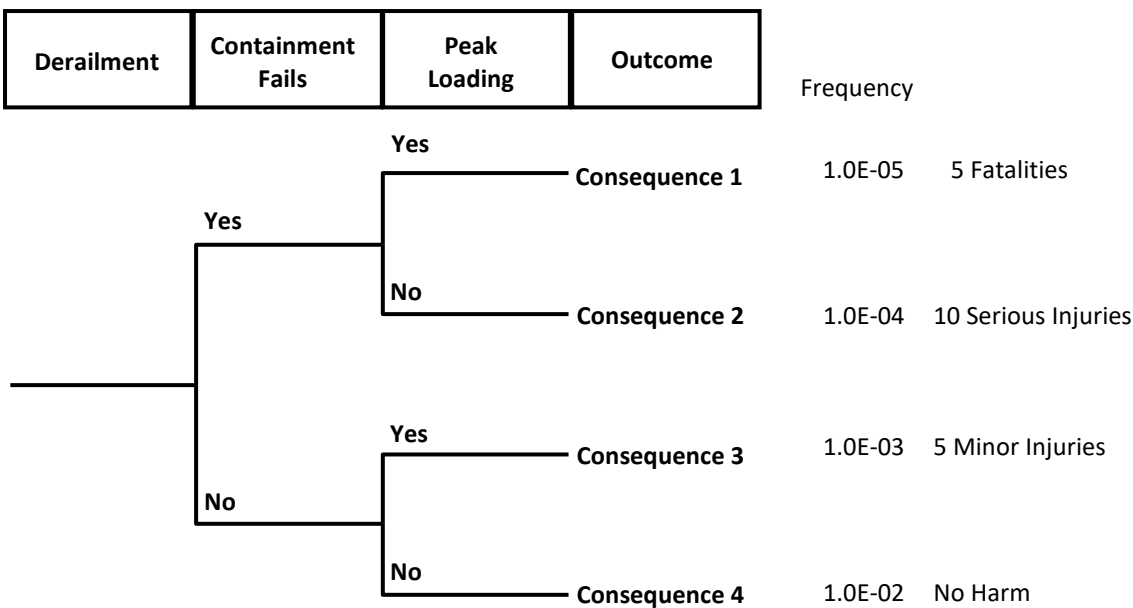 Derailment
Containment
Fails
Peak
Loading
Outcome
Frequency
Yes
Consequence 1 1.0E-05 5 Fatalities
Yes
No
Consequence 2 1.0E-04 10 Serious Injuries
Yes
Consequence 3 1.0E-03 5 Minor Injuries
No
No
Consequence 4 1.0E-02 No Harm